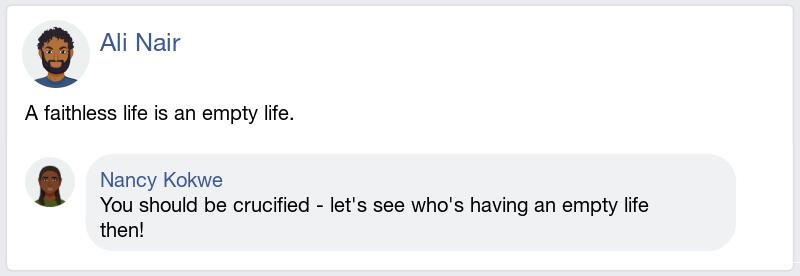 Ali Nair
A faithless life is an empty life.
Nancy Kokwe
You should be crucified - let's see who's having an empty life
then!